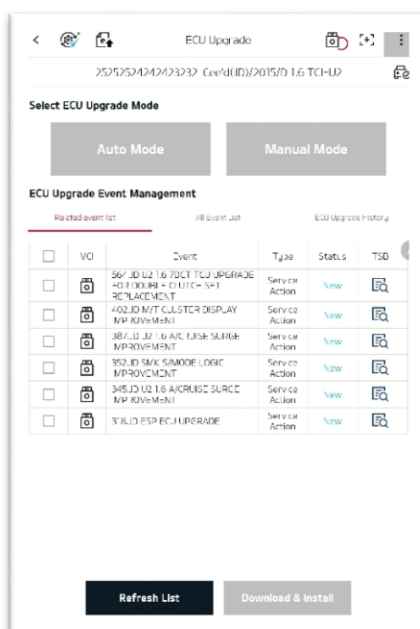 ECU Upgrade
25252524242423232 Cee'd(JD)/2015/D 1.6 TCI-U2
Select ECU Upgrade Mode
Auto Mode
Manual Mode
ECU Upgrade Event Management
Related event list
All Event List
ECU Upgrade History
VCI Event Type Status TSB
564.JD U2 1.6 7DCT TCU UPGRADE
FOR DOUBLE CLUTCH SET
REPLACEMENT
Service
Action
New
402.JD M/T CLUSTER DISPLAY
IMPROVEMENT
Service
Action
New
387.JD U2 1.6 A/CRUISE SURGE
IMPROVEMENT
Service
Action
New
352.JD SMK S/MODE LOGIC
IMPROVEMENT
Service
Action
New
345.JD U2 1.6 A/CRUISE SURGE
IMPROVEMENT
Service
Action
New
318.JD ESP ECU UPGRADE
Service
Action
New
Refresh List
Download & Install